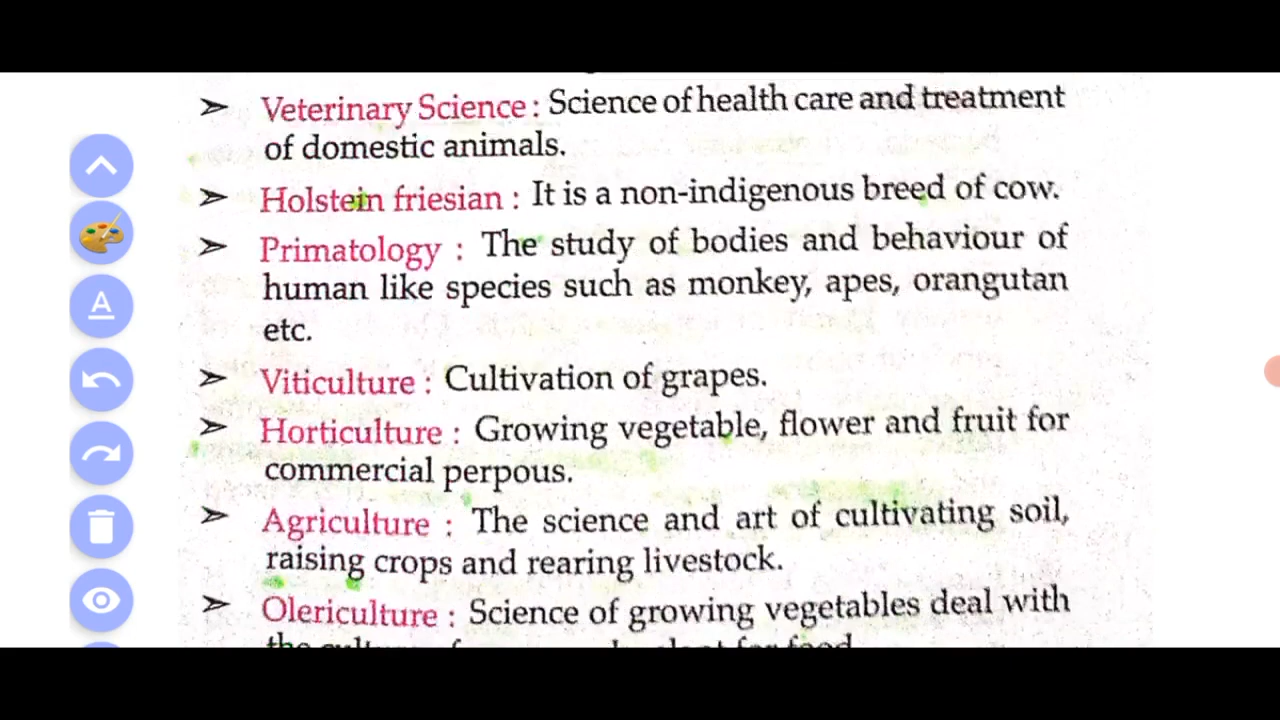 ➢ Veterinary Science : Science of health care and treatment
of domestic animals.
➢ Holstein friesian : It is a non-indigenous breed of cow.
➢ Primatology : The study of bodies and behaviour of
human like species such as monkey, apes, orangutan
etc.
➢ Viticulture : Cultivation of grapes.
➢ Horticulture : Growing vegetable, flower and fruit for
commercial perpous.
➢ Agriculture : The science and art of cultivating soil,
raising crops and rearing livestock.
➢ Olericulture : Science of growing vegetables deal with
the for food
A